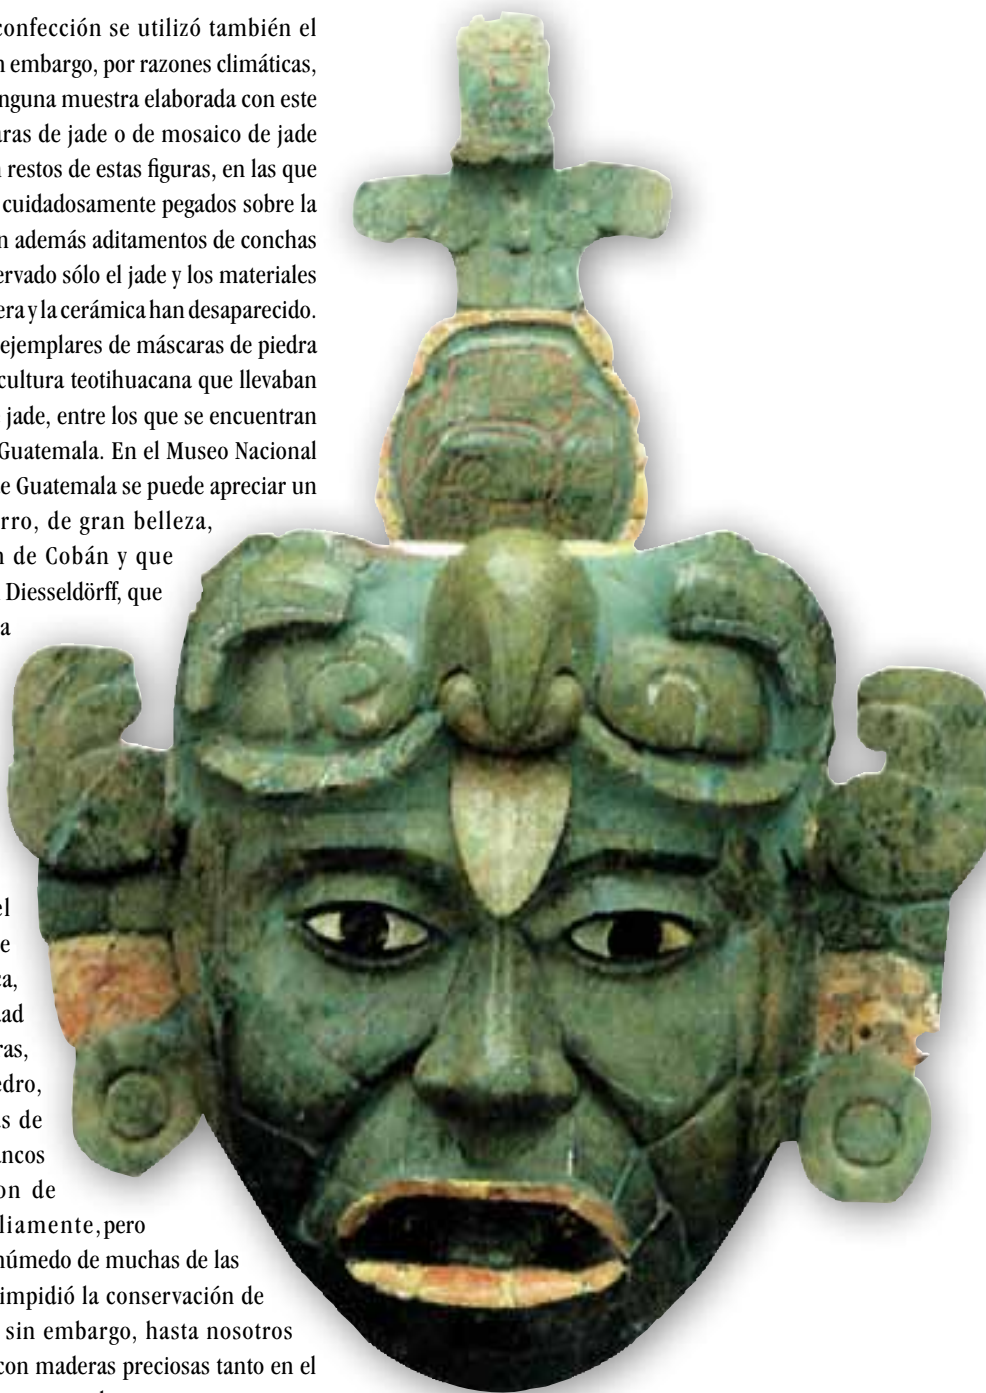 confección se utilizó también el
embargo, por razones climáticas,
muestra elaborada con este
de jade o de mosaico de jade
restos de estas figuras, en las que
cuidadosamente pegados sobre la
además aditamentos de conchas
sólo el jade y los materiales
y la cerámica han desaparecido.
ejemplares de máscaras de piedra
cultura teotihuacana que llevaban
jade, entre los que se encuentran
Guatemala. En el Museo Nacional
e Guatemala se puede apreciar un
rro, de gran belleza,
n de Cobán y que
Diesseldörff, que
a
el
e
ca,
ad
ras,
edro,
s de
ancos
on de
liamente, pero
húmedo de muchas de las
impidió la conservación de
sin embargo, hasta nosotros
con maderas preciosas tanto en el